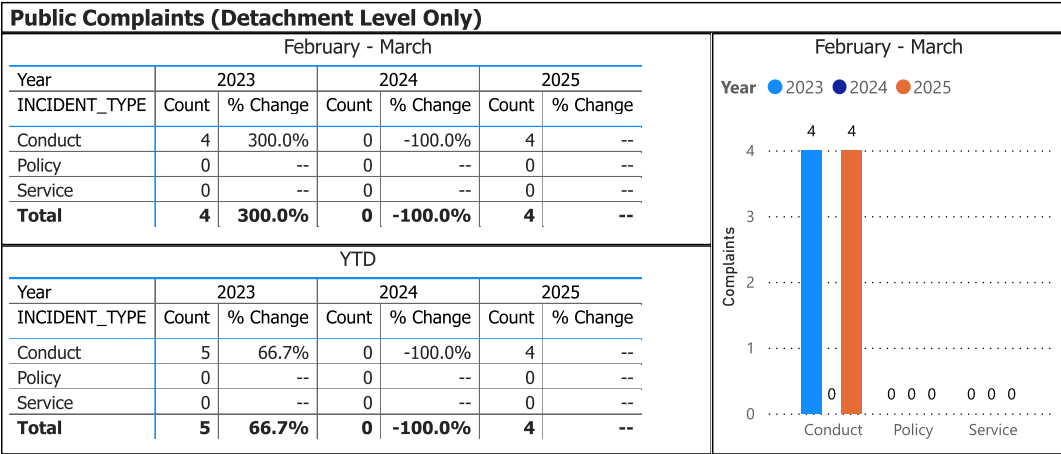 Public Complaints (Detachment Level Only)
February - March
Year 2023 2024 2025
INCIDENT_TYPE Count % Change Count % Change Count % Change
Conduct 4 300.0% 0 -100.0% 4 --
Policy 0 -- 0 -- 0 --
Service 0 -- 0 -- 0 --
Total 4 300.0% 0 -100.0% 4 --
YTD
Year 2023 2024 2025
INCIDENT_TYPE Count % Change Count % Change Count % Change
Conduct 5 66.7% 0 -100.0% 4 --
Policy 0 -- 0 -- 0 --
Service 0 -- 0 -- 0 --
Total 5 66.7% 0 -100.0% 4 --
February - March
Year 2023 2024 2025
4 4
4
3
2
1
0 0 0 0 0 0 0
0
Complaints
Conduct Policy Service